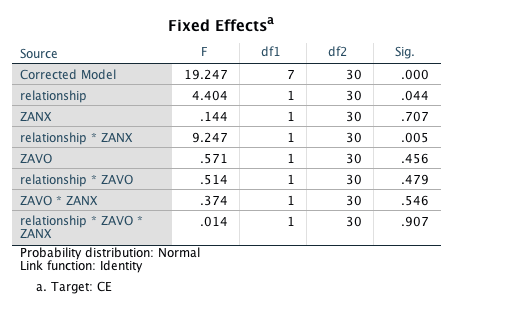 Fixed Effectsa
Source F df1 df2 Sig.
Corrected Model 19.247 7 30 .000
relationship 4.404 1 30 .044
ZANX .144 1 30 .707
relationship * ZANX 9.247 1 30 .005
ZAVO .571 1 30 .456
relationship * ZAVO .514 1 30 .479
ZAVO * ZANX .374 1 30 .546
relationship * ZAVO * .014 1 30 .907
ZANX
Probability distribution: Normal
Link function: Identity
a. Target: CE